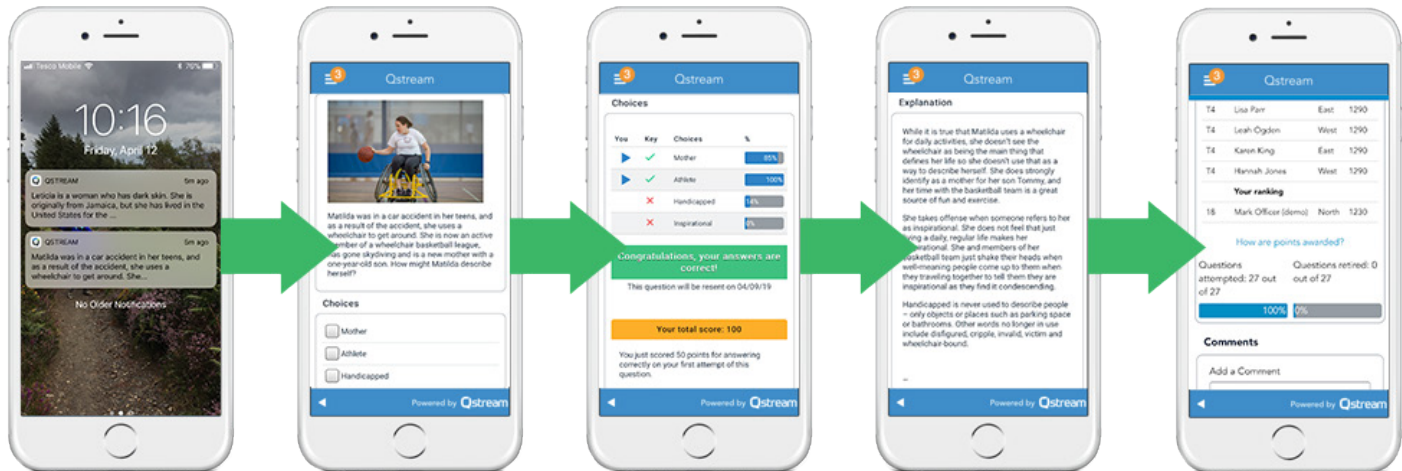 Tesco Mobile
76%
10:16
Friday, April 12
QSTREAM
5m ago
Leticia is a woman who has dark skin. She is
originally from Jamaica, but she has lived in the
United States for the ...
QSTREAM
5m ago
Matilda was in a car accident in her teens, and
as a result of the accident, she uses a
wheelchair to get around. She...
No Older Notifications
3
Qstream
Matilda was in a car accident in her teens, and
as a result of the accident, she uses a
wheelchair to get around. She is now an active
member of a wheelchair basketball league,
has gone skydiving and is a new mother with a
one-year-old son. How might Matilda describe
herself?
Choices
Mother
Athlete
Handicapped
Powered by Qstream
3
Qstream
Choices
You Key Choices %
Mother 85%
Athlete 100%
Handicapped 14%
Inspirational 0%
Congratulations, your answers are
correct!
This question will be resent on 04/09/19
Your total score: 100
You just scored 50 points for answering
correctly on your first attempt of this
question.
Powered by Qstream
3
Qstream
Explanation
While it is true that Matilda uses a wheelchair
for daily activities, she doesn't see the
wheelchair as being the main thing that
defines her life so she doesn't use that as a
way to describe herself. She does strongly
identify as a mother for her son Tommy, and
her time with the basketball team is a great
source of fun and exercise.
She takes offense when someone refers to her
as inspirational. She does not feel that just
a daily, regular life makes her
inspirational. She and members of her
basketball team just shake their heads when
well-meaning people come up to them when
they traveling together to tell them they are
inspirational as they find it condescending.
Handicapped is never used to describe people
– only objects or places such as parking space
or bathrooms. Other words no longer in use
include disfigured, cripple, invalid, victim and
wheelchair-bound.
Powered by Qstream
3
Qstream
T4 Lisa Parr East 1290
T4 Leah Ogden West 1290
T4 Karen King East 1290
T4 Hannah Jones West 1290
Your ranking
18 Mark Officer (demo) North 1230
How are points awarded?
Questions
attempted: 27 out
of 27
Questions retired: 0
out of 27
100%
0%
Comments
Add a Comment
Powered by Qstream